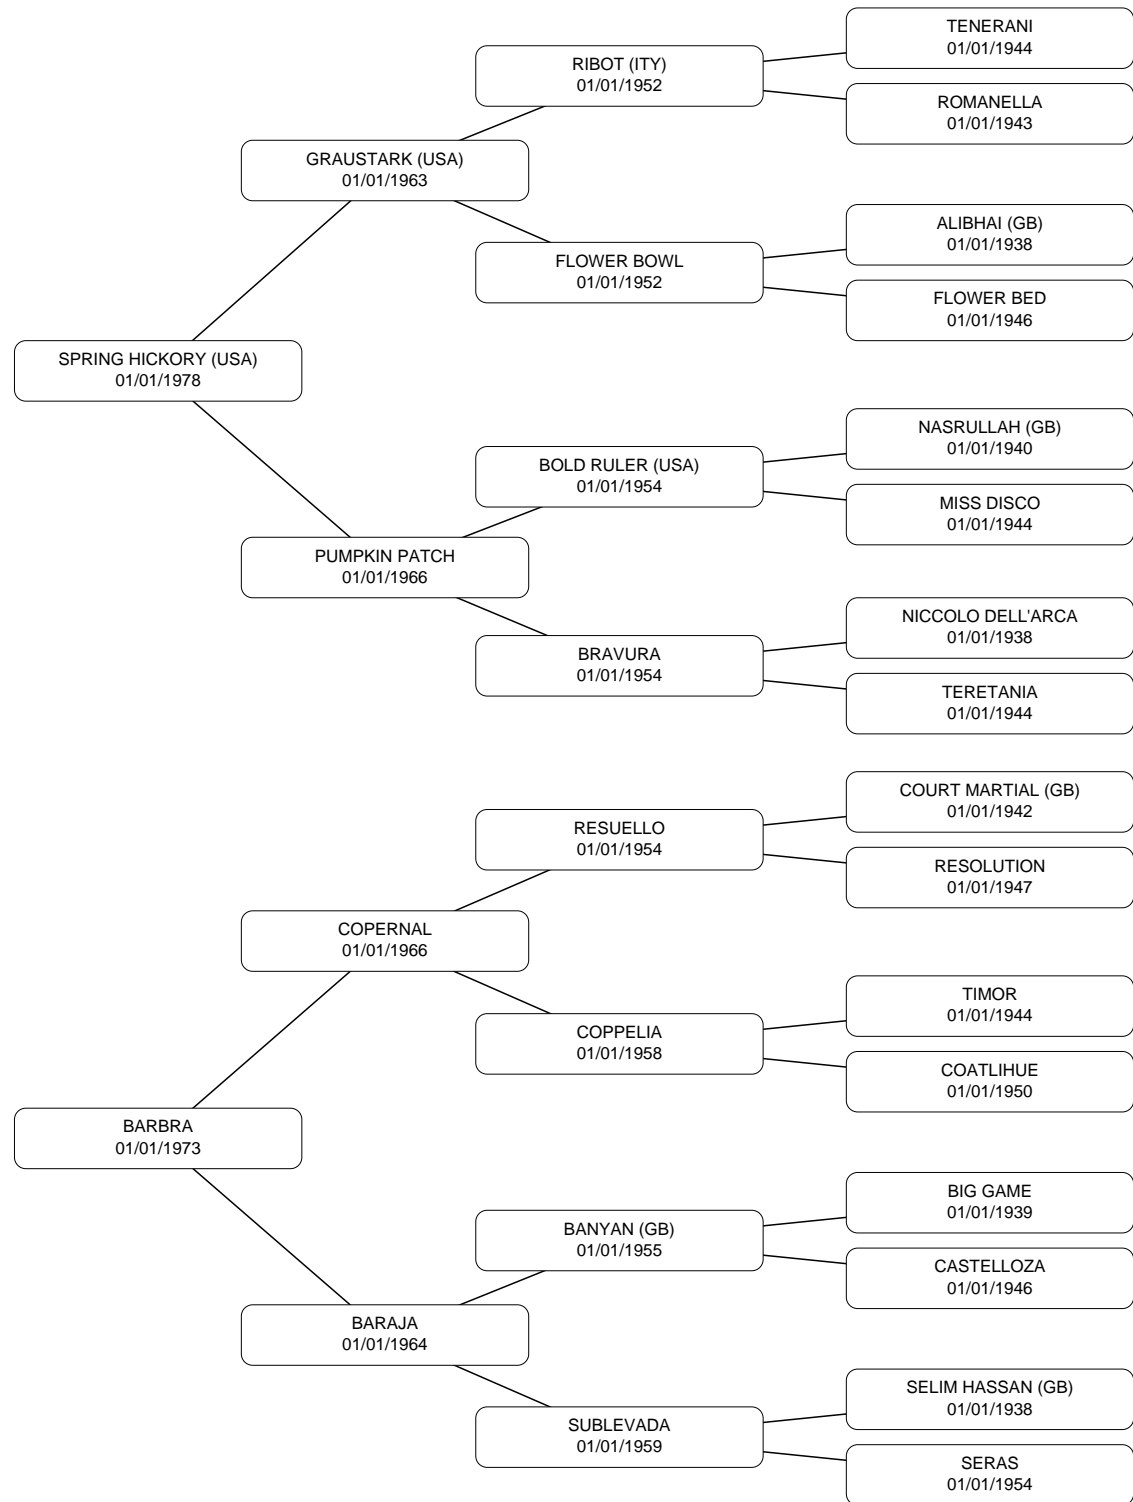 TENERANI
01/01/1944
RIBOT (ITY)
01/01/1952
ROMANELLA
01/01/1943
GRAUSTARK (USA)
01/01/1963
ALIBHAI (GB)
01/01/1938
FLOWER BOWL
01/01/1952
FLOWER BED
01/01/1946
SPRING HICKORY (USA)
01/01/1978
NASRULLAH (GB)
01/01/1940
BOLD RULER (USA)
01/01/1954
MISS DISCO
01/01/1944
PUMPKIN PATCH
01/01/1966
NICCOLO DELL'ARCA
01/01/1938
BRAVURA
01/01/1954
TERETANIA
01/01/1944
COURT MARTIAL (GB)
01/01/1942
RESUELLO
01/01/1954
RESOLUTION
01/01/1947
COPERNAL
01/01/1966
TIMOR
01/01/1944
COPPELIA
01/01/1958
COATLIHUE
01/01/1950
BARBRA
01/01/1973
BIG GAME
01/01/1939
BANYAN (GB)
01/01/1955
CASTELLOZA
01/01/1946
BARAJA
01/01/1964
SELIM HASSAN (GB)
01/01/1938
SUBLEVADA
01/01/1959
SERAS
01/01/1954